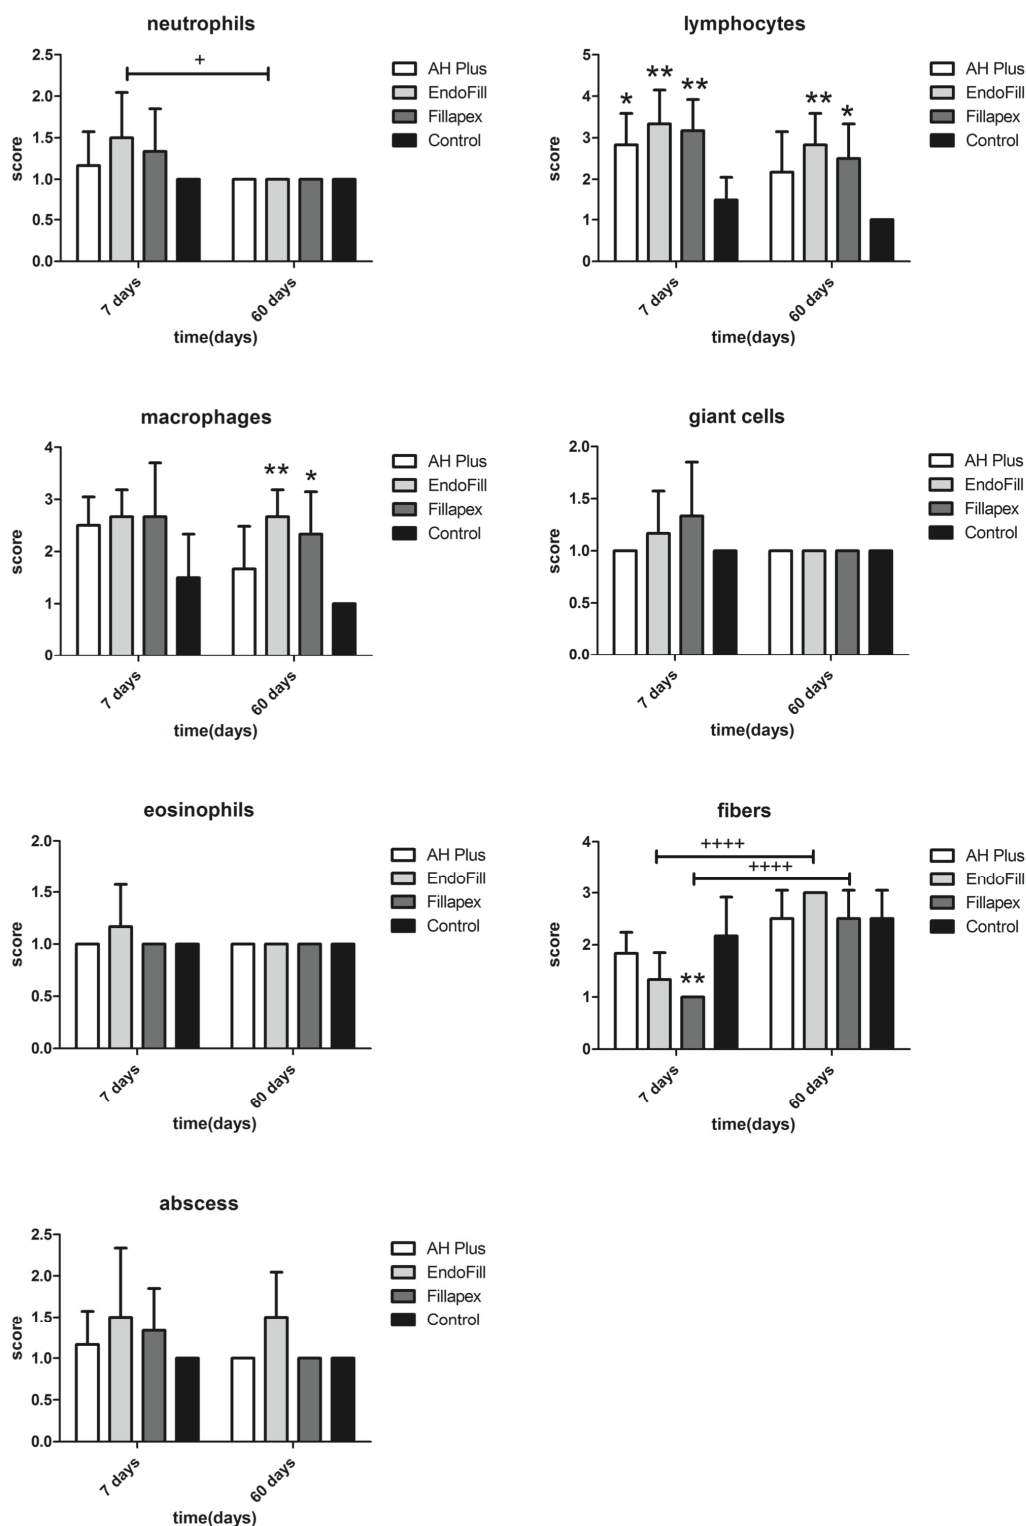 neutrophils
+
2.5
2.0
1.5
1.0
0.5
0.0
score
7 days
60 days
time(days)
AH Plus
EndoFill
Fillapex
Control
lymphocytes
* ** ** ** *
5
4
3
2
1
0
score
7 days
60 days
time(days)
AH Plus
EndoFill
Fillapex
Control
macrophages
** *
4
3
2
1
0
score
7 days
60 days
time(days)
AH Plus
EndoFill
Fillapex
Control
giant cells
2.0
1.5
1.0
0.5
0.0
score
7 days
60 days
time(days)
AH Plus
EndoFill
Fillapex
Control
eosinophils
2.0
1.5
1.0
0.5
0.0
score
7 days
60 days
time(days)
AH Plus
EndoFill
Fillapex
Control
fibers
++++
++++
**
4
3
2
1
0
score
7 days
60 days
time(days)
AH Plus
EndoFill
Fillapex
Control
abscess
2.5
2.0
1.5
1.0
0.5
0.0
score
7 days
60 days
time(days)
AH Plus
EndoFill
Fillapex
Control